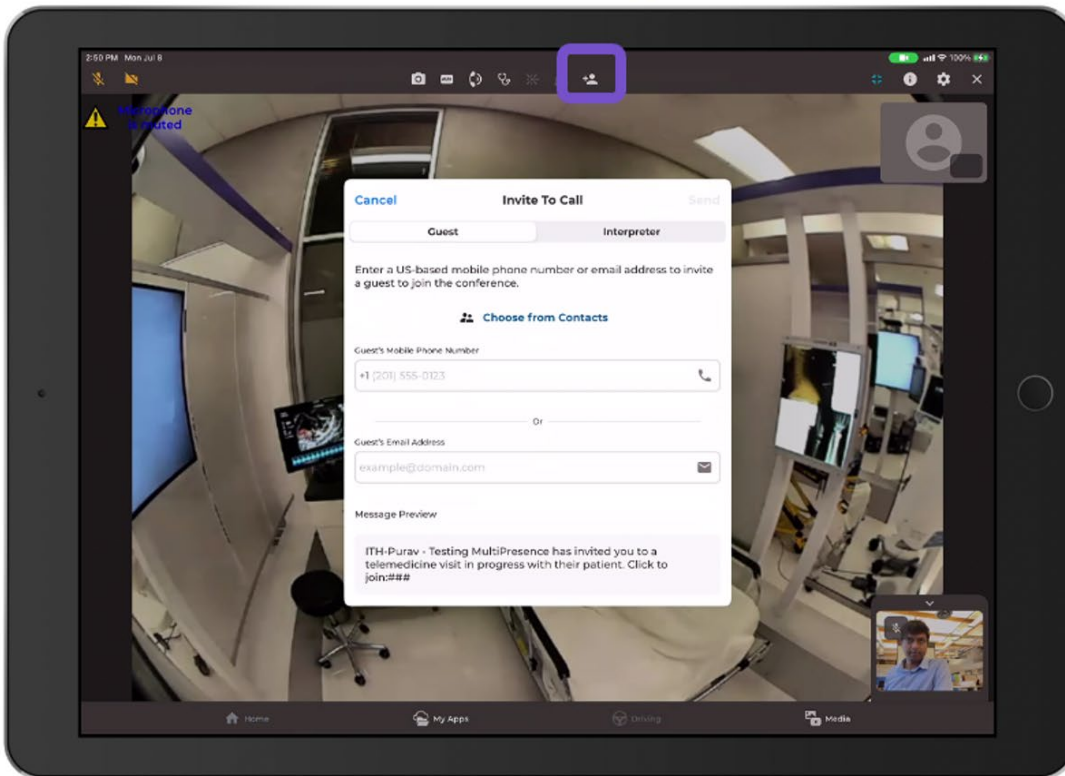 2:50 PM Mon Jul 8
100%
Microphone
is muted
Cancel
Invite To Call
Send
Guest
Interpreter
Enter a US-based mobile phone number or email address to invite
a guest to join the conference.
Choose from Contacts
Guest's Mobile Phone Number
+1 (201) 555-0123
Or
Guest's Email Address
example@domain.com
Message Preview
ITH-Purav - Testing MultiPresence has invited you to a
telemedicine visit in progress with their patient. Click to
join:###
Home
My Apps
Driving
Media